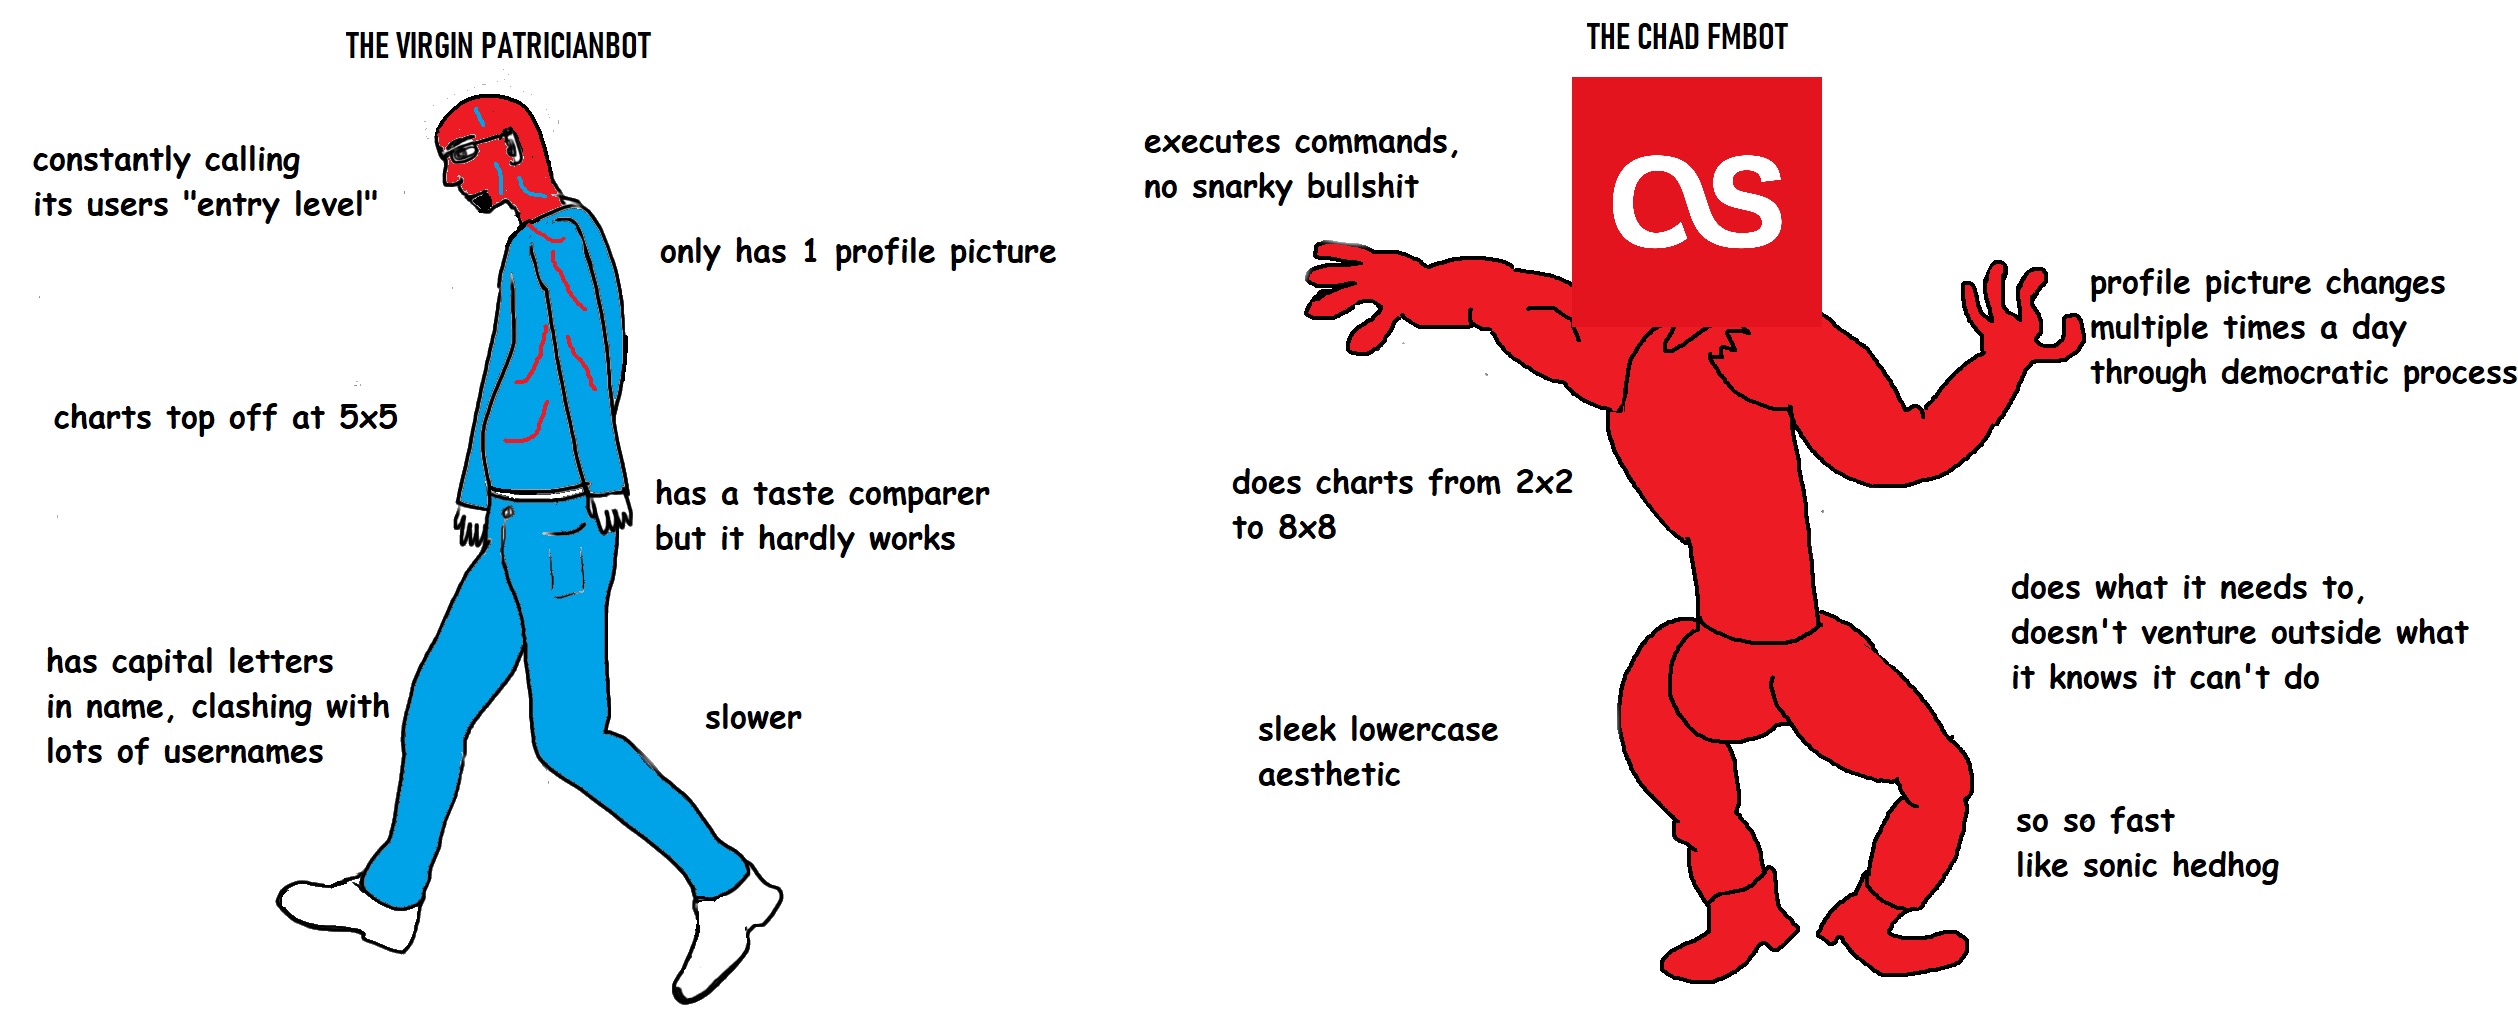 THE VIRGIN PATRICIANBOT
constantly calling
its users "entry level"
only has 1 profile picture
charts top off at 5x5
has a taste comparer
but it hardly works
has capital letters
in name, clashing with
lots of usernames
slower
THE CHAD FMBOT
executes commands,
no snarky bullshit
profile picture changes
multiple times a day
through democratic process
does charts from 2x2
to 8x8
does what it needs to,
doesn't venture outside what
it knows it can't do
sleek lowercase
aesthetic
so so fast
like sonic hedhog